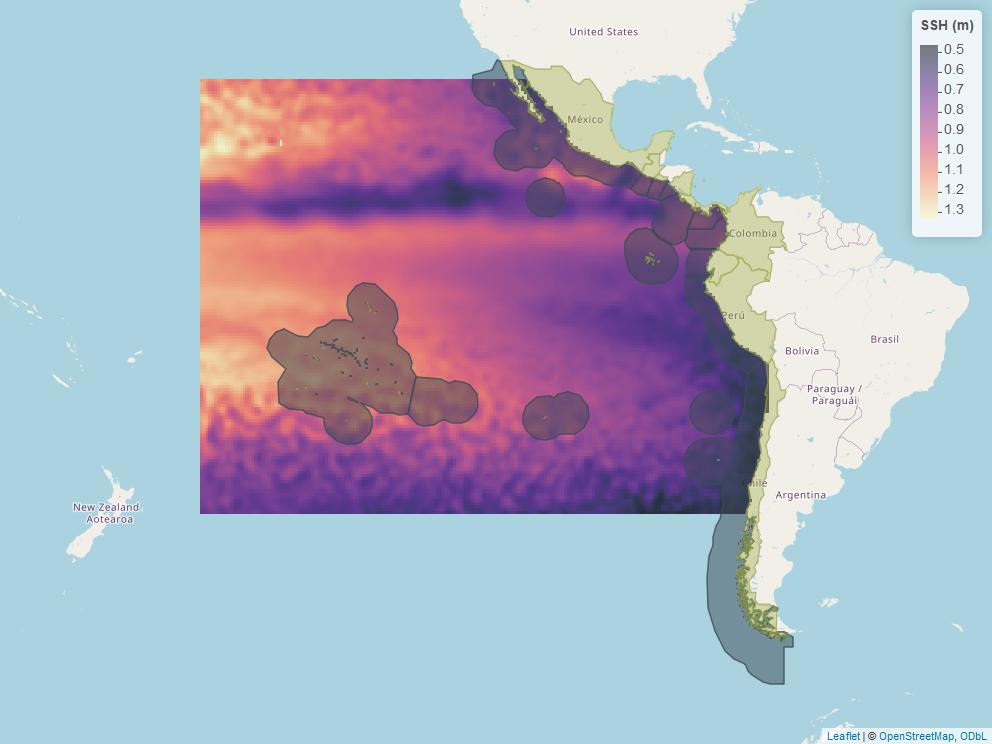 United States
México
Colombia
Perú
Brasil
Bolivia
Paraguay /
Paraguái
hile
Argentina
New Zealand
Aotearoa
SSH (m)
0.5
0.6
0.7
0.8
0.9
1.0
1.1
1.2
1.3
Leaflet | © OpenStreetMap, ODbL